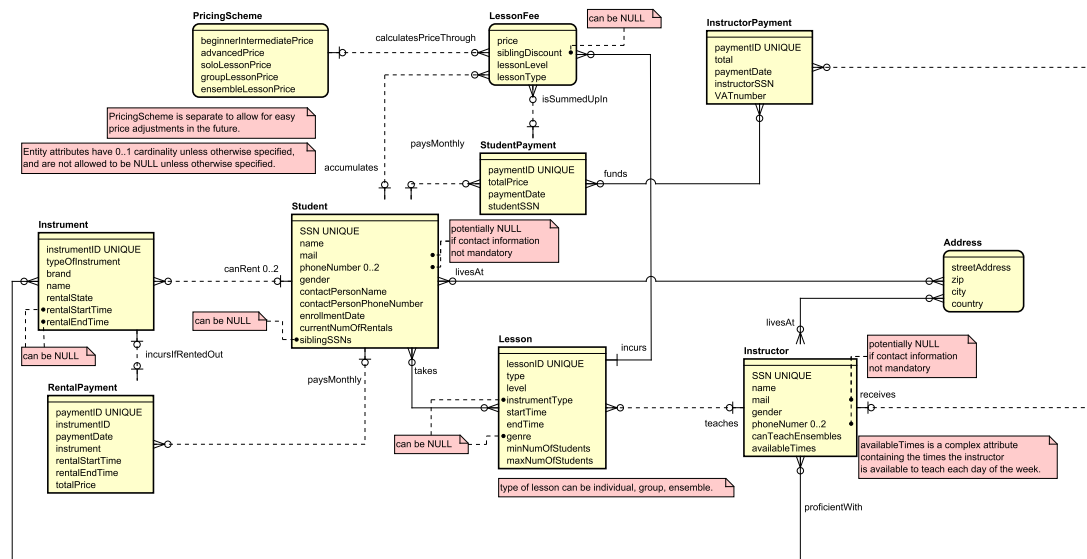 PricingScheme
beginnerIntermediatePrice
advancedPrice
soloLessonPrice
groupLessonPrice
ensembleLessonPrice
calculatesPriceThrough
LessonFee
price
siblingDiscount
lessonLevel
lessonType
can be NULL
InstructorPayment
paymentID UNIQUE
total
paymentDate
instructorSSN
VATnumber
PricingScheme is separate to allow for easy
price adjustments in the future.
Entity attributes have 0..1 cardinality unless otherwise specified,
and are not allowed to be NULL unless otherwise specified.
isSummedUpIn
accumulates
paysMonthly
StudentPayment
paymentID UNIQUE
totalPrice
paymentDate
studentSSN
funds
Instrument
instrumentID UNIQUE
typeOfInstrument
brand
name
rentalState
rentalStartTime
rentalEndTime
can be NULL
canRent 0..2
Student
SSN UNIQUE
name
mail
phoneNumber 0..2
gender
contactPersonName
contactPersonPhoneNumber
enrollmentDate
currentNumOfRentals
siblingSSNs
potentially NULL
if contact information
not mandatory
can be NULL
livesAt
Address
streetAddress
zip
city
country
livesAt
incursIfRentedOut
RentalPayment
paymentID UNIQUE
instrumentID
paymentDate
instrument
rentalStartTime
rentalEndTime
totalPrice
paysMonthly
takes
Lesson
lessonID UNIQUE
type
level
instrumentType
startTime
endTime
genre
minNumOfStudents
maxNumOfStudents
incurs
can be NULL
type of lesson can be individual, group, ensemble.
teaches
Instructor
SSN UNIQUE
name
mail
gender
phoneNumer 0..2
canTeachEnsembles
availableTimes
potentially NULL
if contact information
not mandatory
receives
availableTimes is a complex attribute
containing the times the instructor
is available to teach each day of the week.
proficientWith